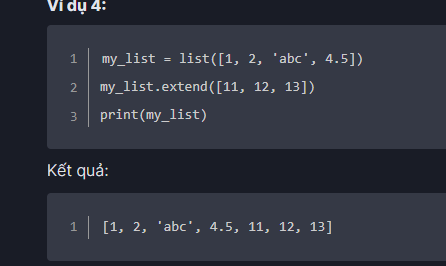 Ví dụ 4:
1 my_list = list([1, 2, 'abc', 4.5])
2 my_list.extend([11, 12, 13])
3 print(my_list)
Kết quả:
1 [1, 2, 'abc', 4.5, 11, 12, 13]